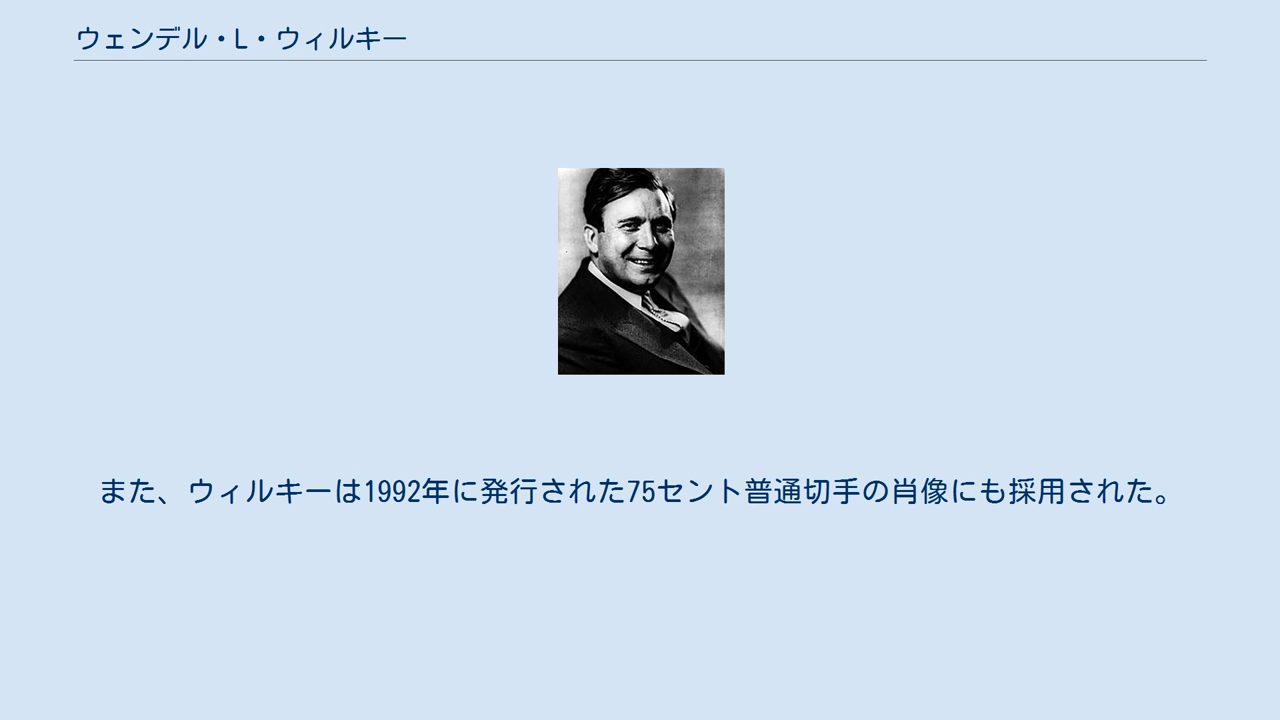 ウェンデル・L・ウィルキー
また、ウィルキーは1992年に発行された75セント普通切手の肖像にも採用された。